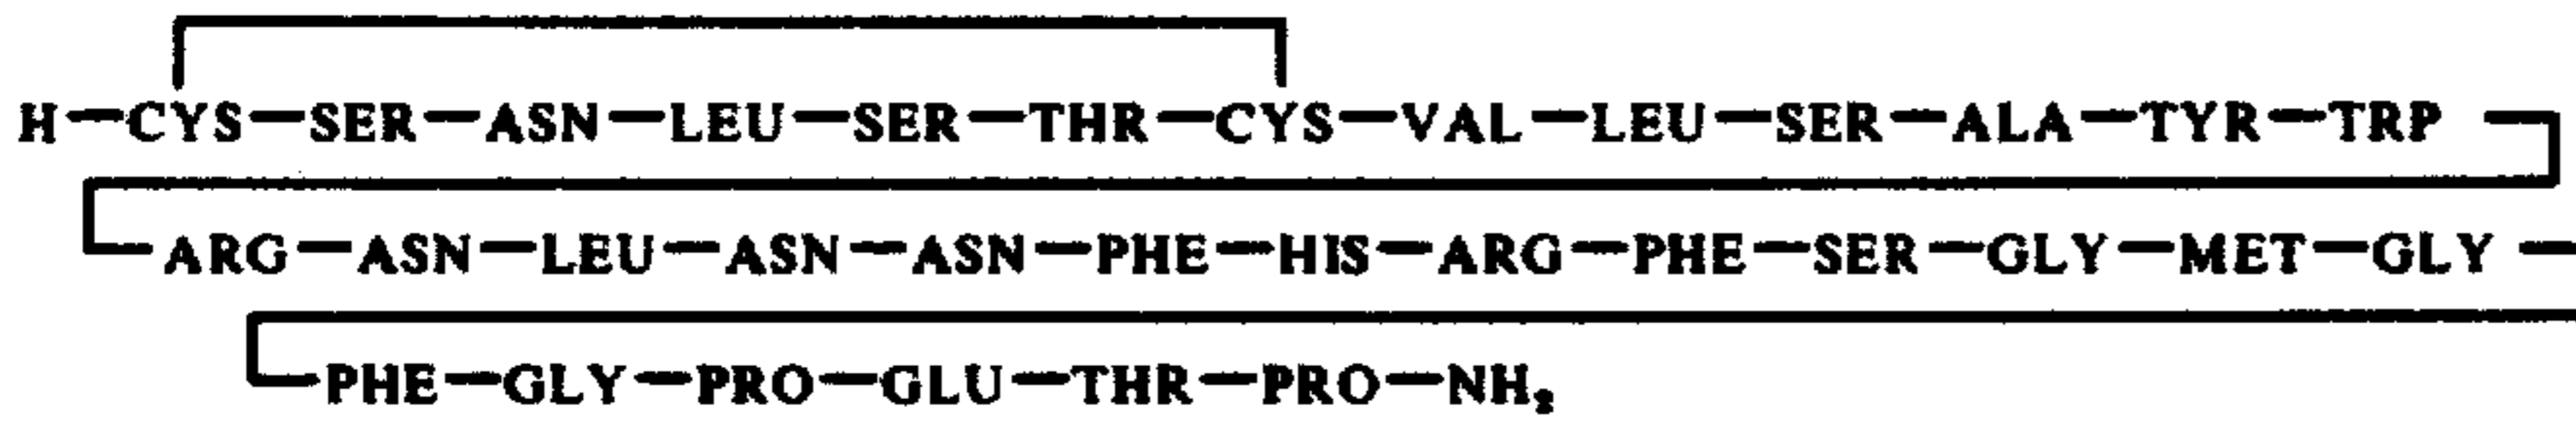 H—CYS—SER—ASN—LEU—SER—THR—CYS—VAL—LEU—SER—ALA—TYR—TRP
ARG—ASN—LEU—ASN—ASN—PHE—HIS—ARG—PHE—SER—GLY—MET—GLY
PHE—GLY—PRO—GLU—THR—PRO—NH₂